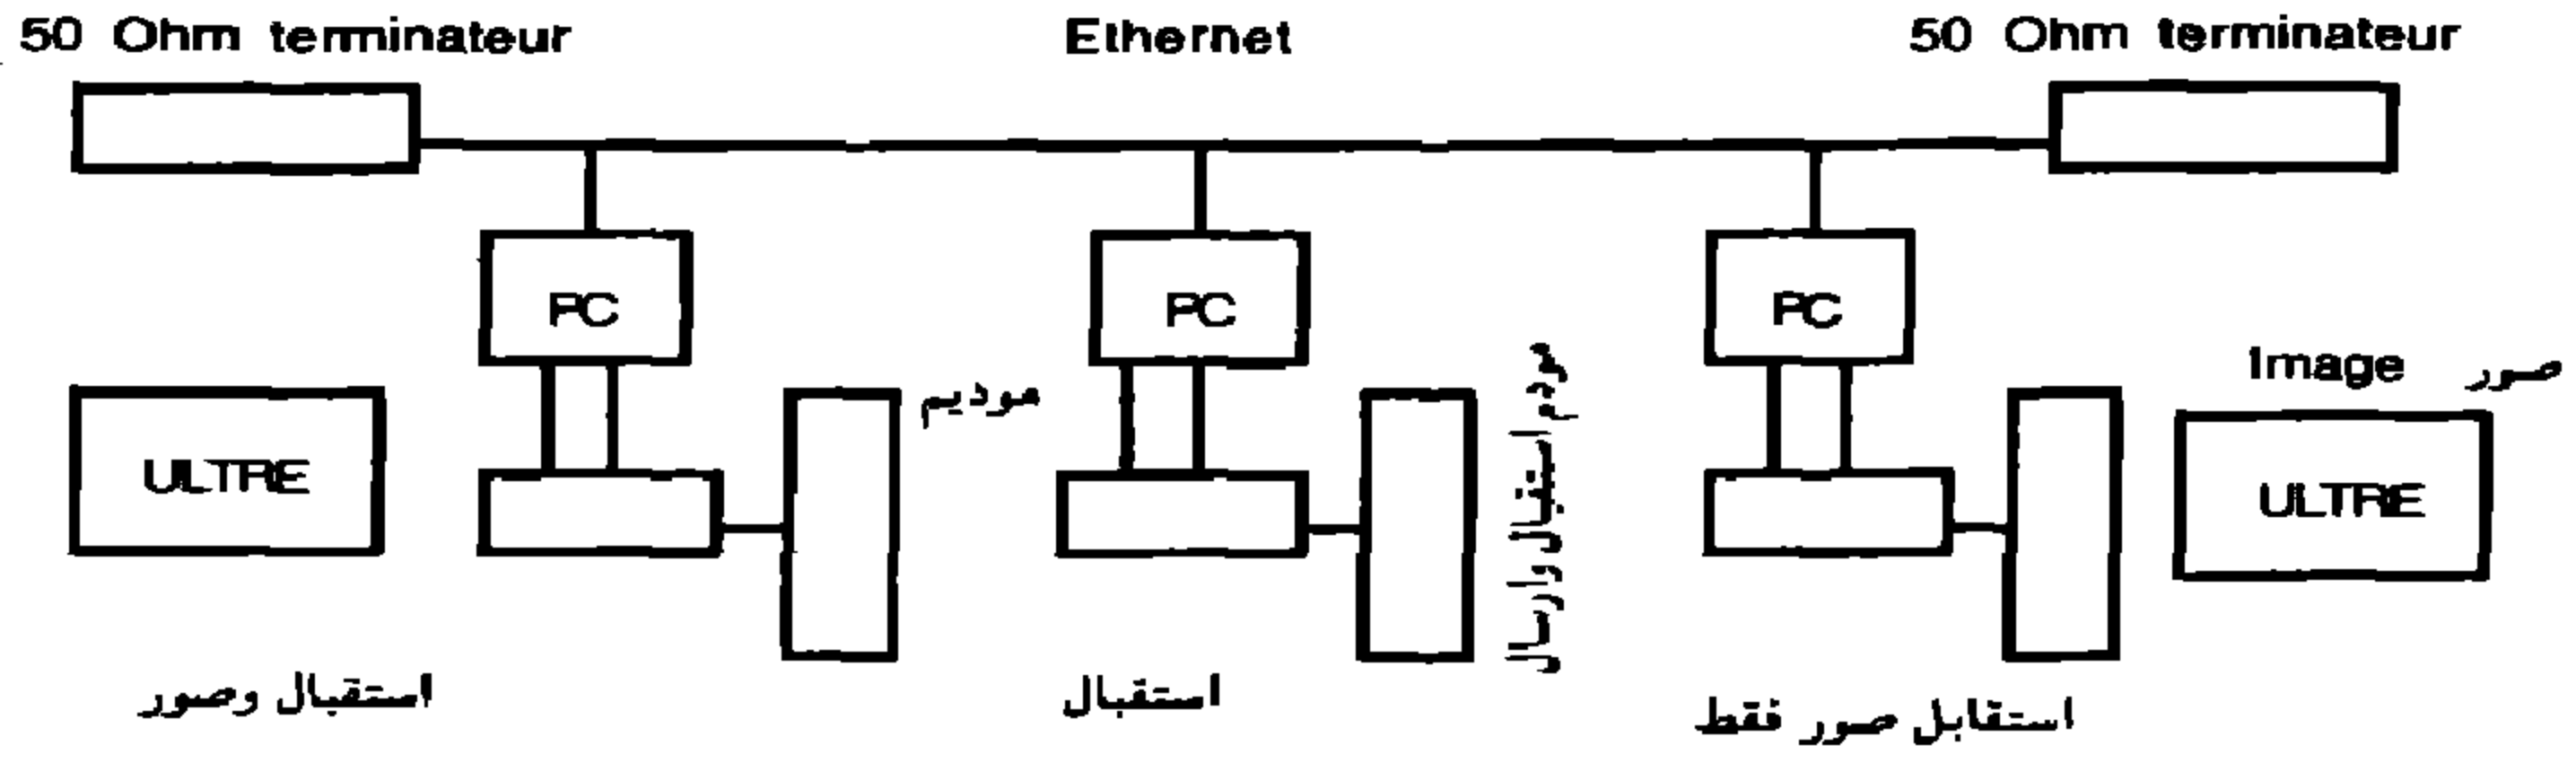 50 Ohm terminateur
Ethernet
50 Ohm terminateur
PC
PC
PC
Image صور
موديم
مودم استقبال وارسال
ULTRE
ULTRE
استقبال وصور
استقبال
استقابل صور فقط